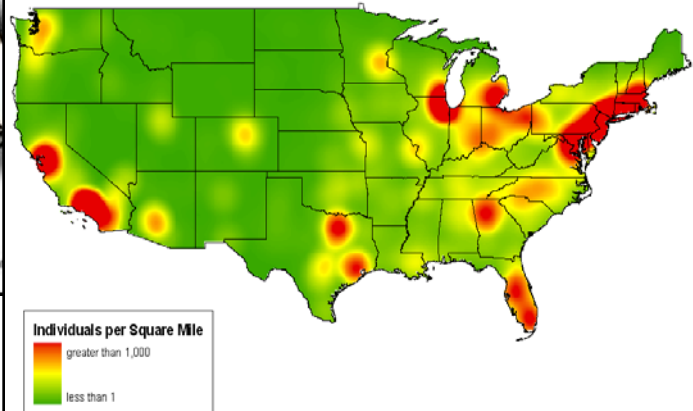 Individuals per Square Mile
greater than 1,000
less than 1